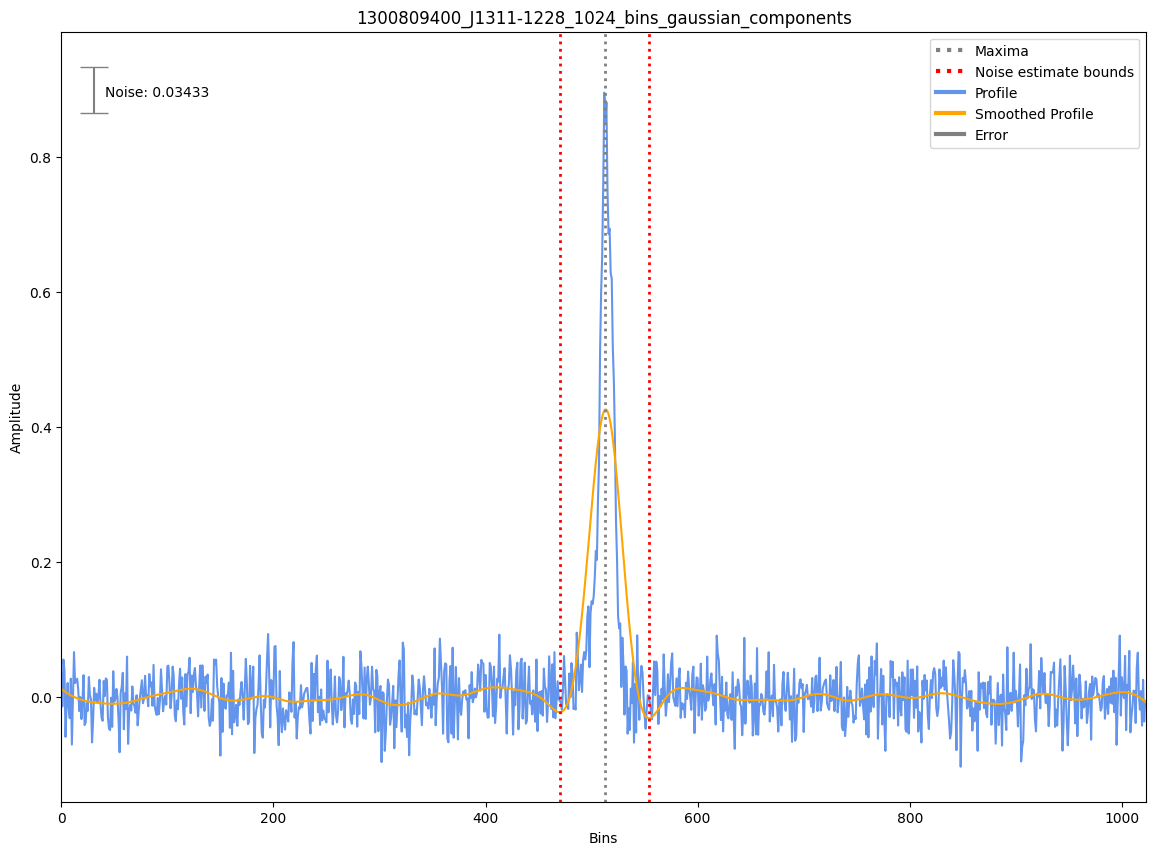 1300809400_J1311-1228_1024_bins_gaussian_components
Noise: 0.03433
Maxima
Noise estimate bounds
Profile
Smoothed Profile
Error
Amplitude
0.8
0.6
0.4
0.2
0.0
0 200 400 600 800 1000
Bins